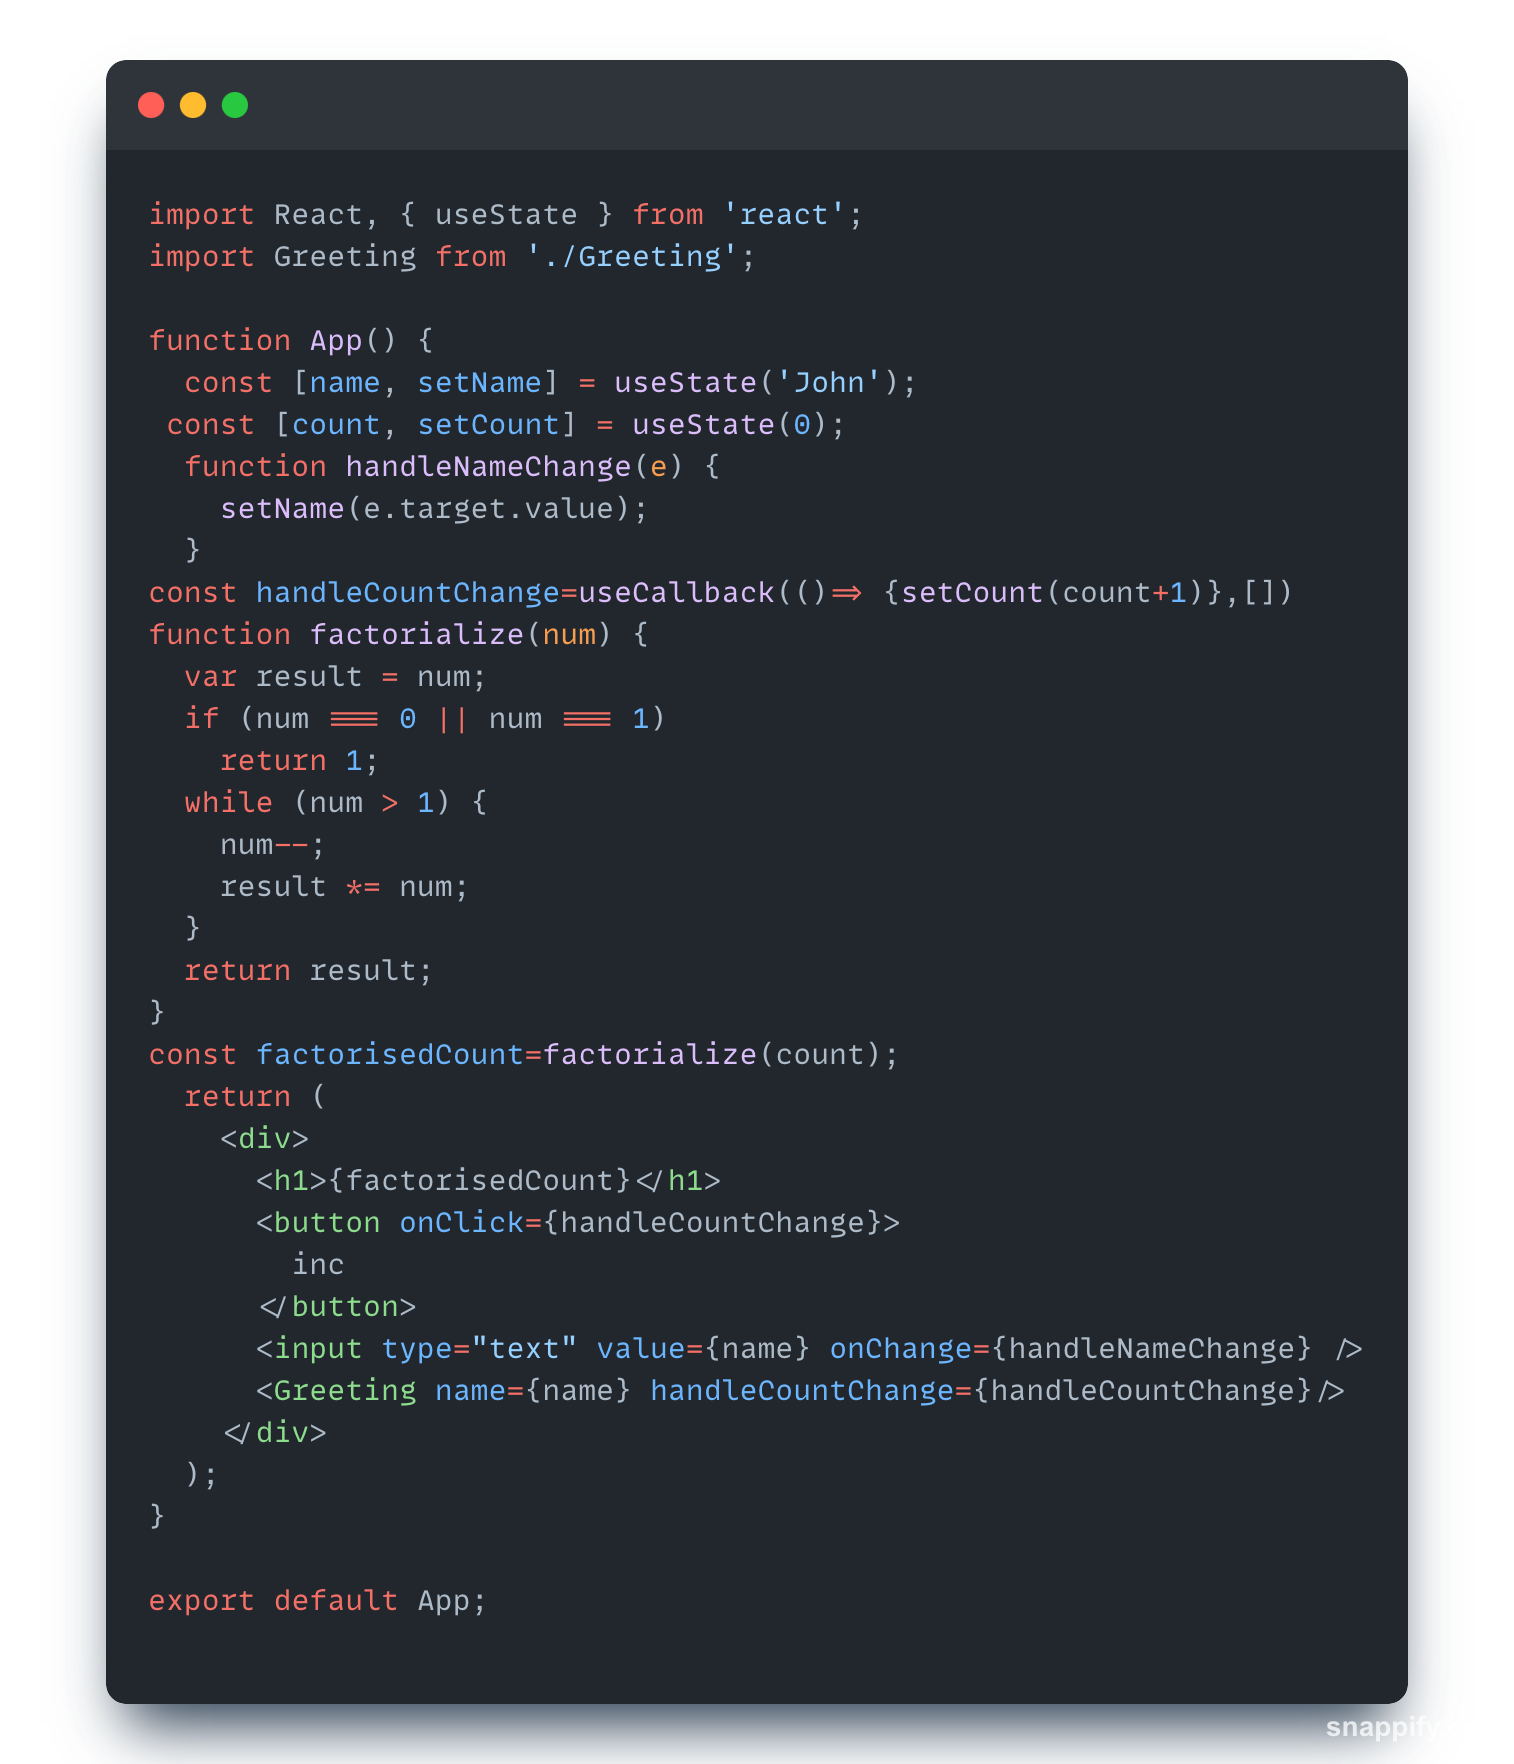 import React, { useState } from 'react';
import Greeting from './Greeting';

function App() {
  const [name, setName] = useState('John');
 const [count, setCount] = useState(0);
  function handleNameChange(e) {
    setName(e.target.value);
  }
const handleCountChange=useCallback(()=> {setCount(count+1)},[])
function factorialize(num) {
  var result = num;
  if (num === 0 || num === 1)
    return 1;
  while (num > 1) {
    num--;
    result *= num;
  }
  return result;
}
const factorisedCount=factorialize(count);
  return (
    <div>
      <h1>{factorisedCount}</h1>
      <button onClick={handleCountChange}>
        inc
      </button>
      <input type="text" value={name} onChange={handleNameChange} />
      <Greeting name={name} handleCountChange={handleCountChange}/>
    </div>
  );
}

export default App;
snappify